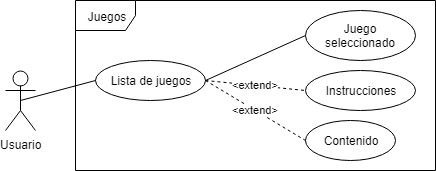 Juegos
Juego
seleccionado
Lista de juegos
<extend>
Instrucciones
<extend>
Contenido
Usuario